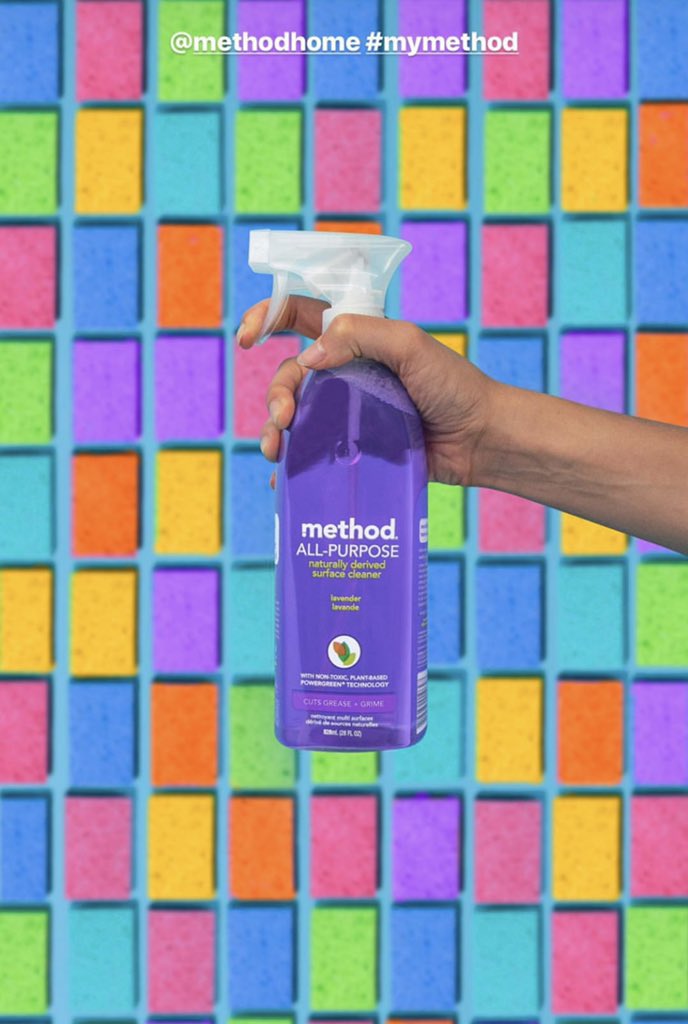 @methodhome #mymethod
method.
ALL-PURPOSE
naturally derived
surface cleaner
lavender
lavande
WITH NON-TOXIC, PLANT-BASED
POWERGREEN® TECHNOLOGY
CUTS GREASE + GRIME
nettoyant multi surfaces
dérivé de sources naturelles
828mL (28 FL OZ)